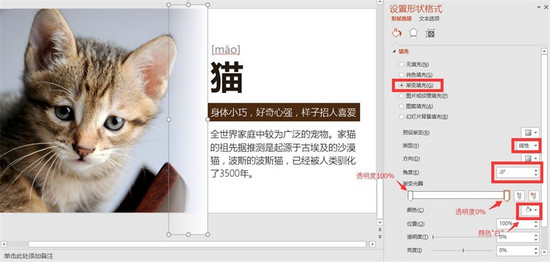 [māo]
猫
身体小巧，好奇心强，样子招人喜爱
全世界家庭中较为广泛的宠物。家猫
的祖先据推测是起源于古埃及的沙漠
猫，波斯的波斯猫，已经被人类驯化
了3500年。
单击此处添加备注
设置形状格式
形状选项 文本选项
填充
无填充(N)
纯色填充(S)
渐变填充(G)
图片或纹理填充(P)
图案填充(A)
幻灯片背景填充(B)
预设渐变(R)
类型(Y) 线性
方向(D)
角度(E) .0°
渐变光圈
透明度100%
透明度0%
颜色(C)
颜色"白"
位置(O) 100%
透明度(T) 0%
亮度(I) 0%